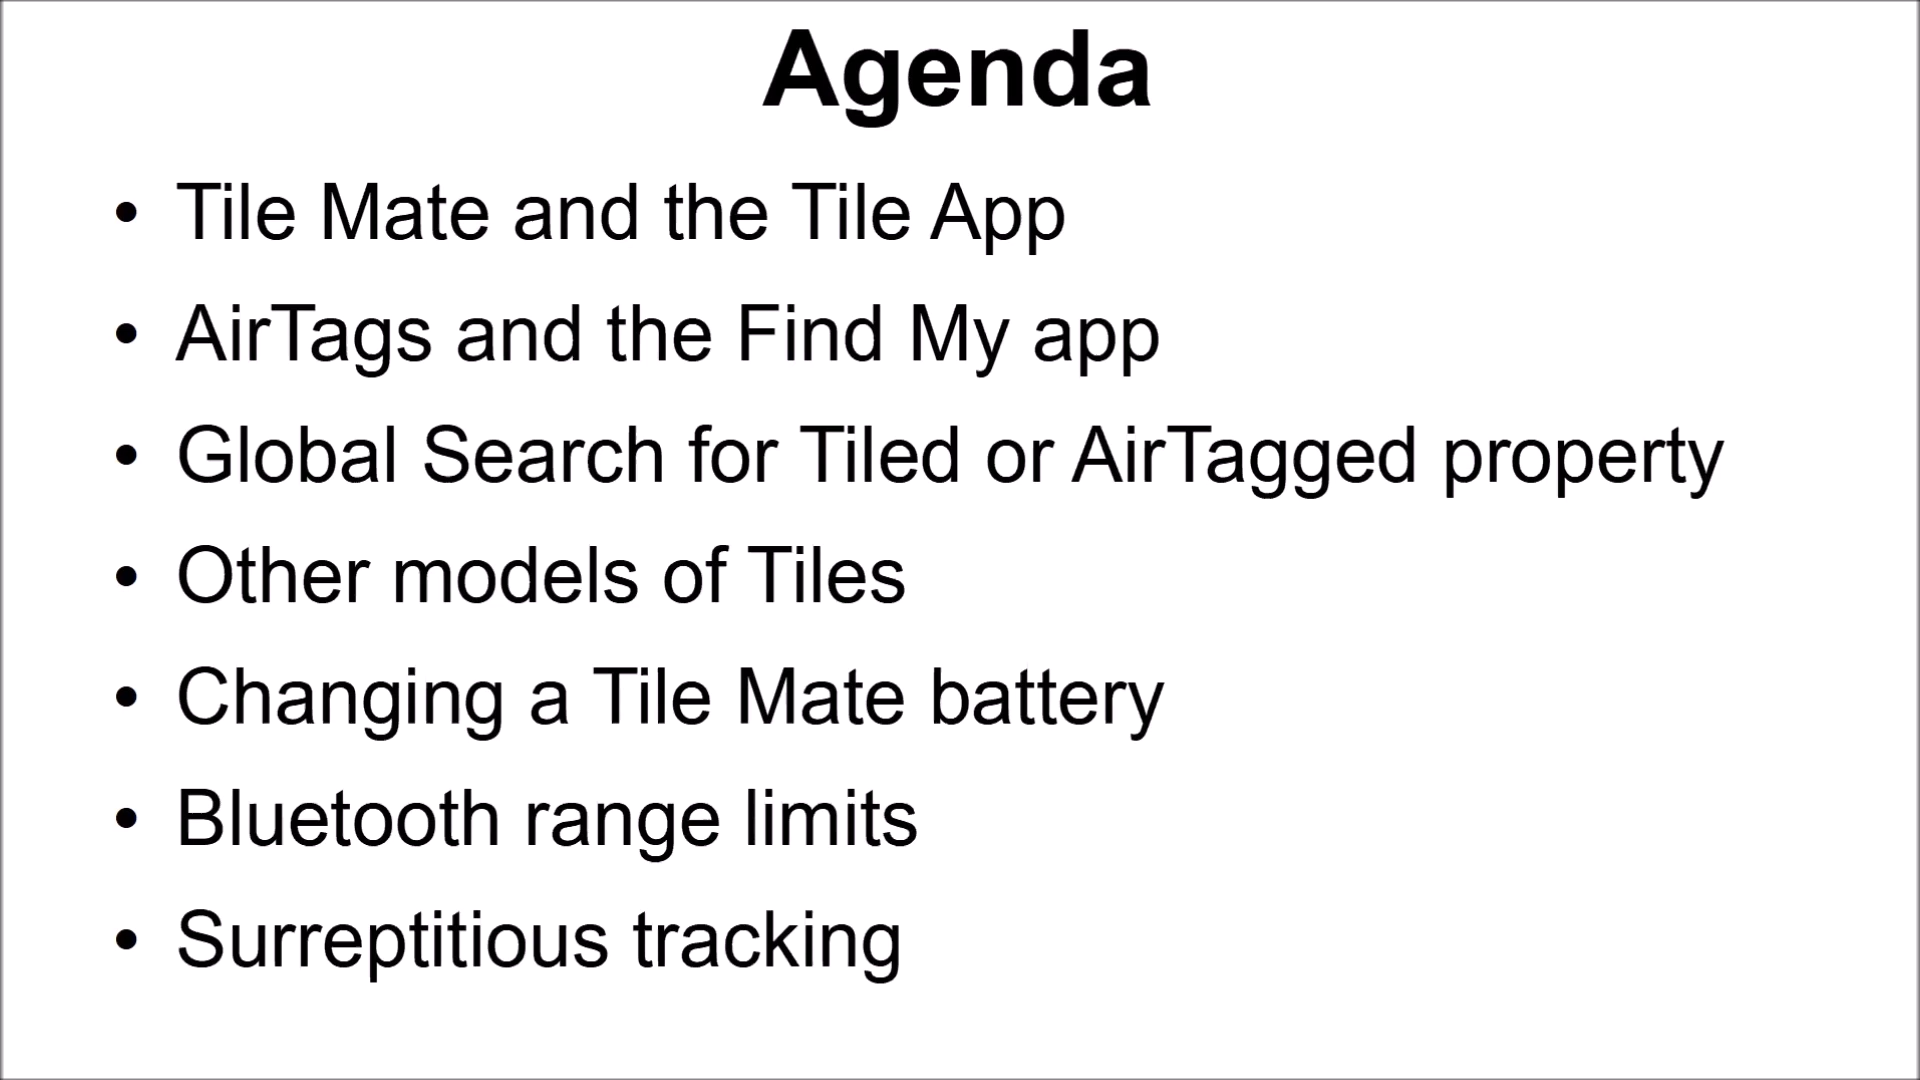 Agenda
• Tile Mate and the Tile App
• AirTags and the Find My app
• Global Search for Tiled or AirTagged property
• Other models of Tiles
• Changing a Tile Mate battery
• Bluetooth range limits
• Surreptitious tracking